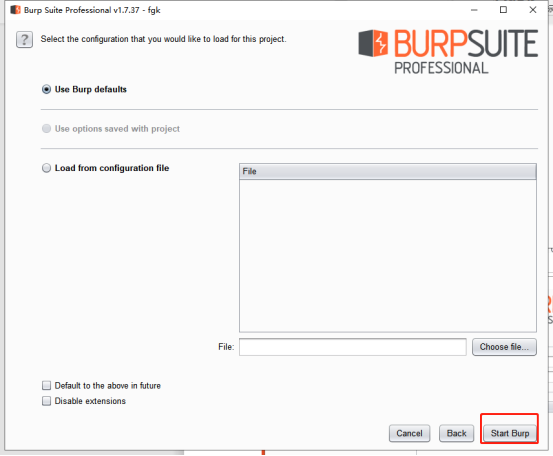 Burp Suite Professional v1.7.37 - fgk
?
Select the configuration that you would like to load for this project.
BURPSUITE
PROFESSIONAL
Use Burp defaults
Use options saved with project
Load from configuration file
File
File:
Choose file...
Default to the above in future
Disable extensions
Cancel
Back
Start Burp